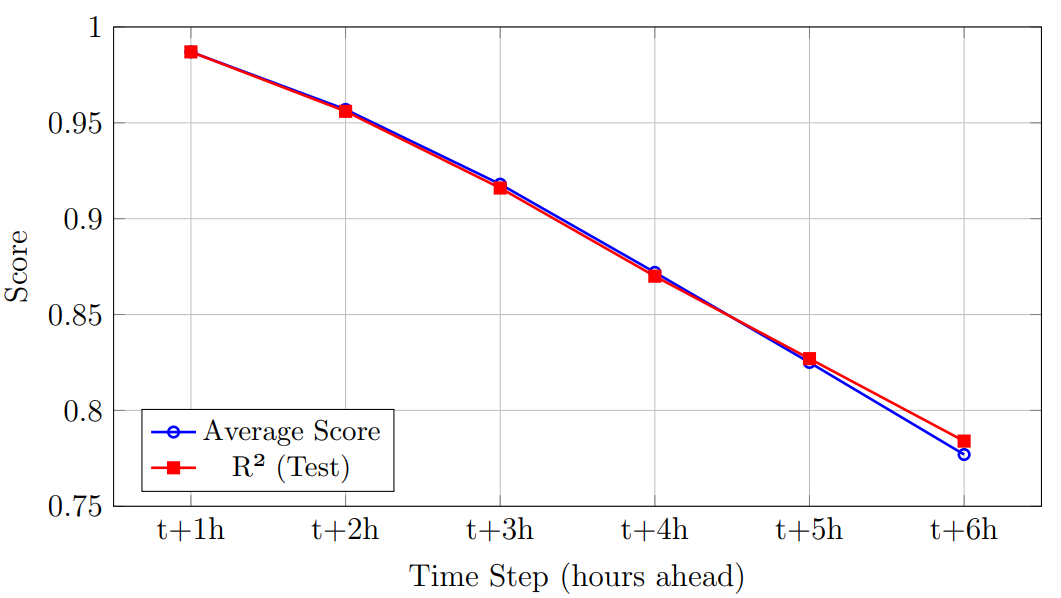 1
0.95
0.9
0.85
0.8
0.75
Score
Average Score
R² (Test)
t+1h t+2h t+3h t+4h t+5h t+6h
Time Step (hours ahead)